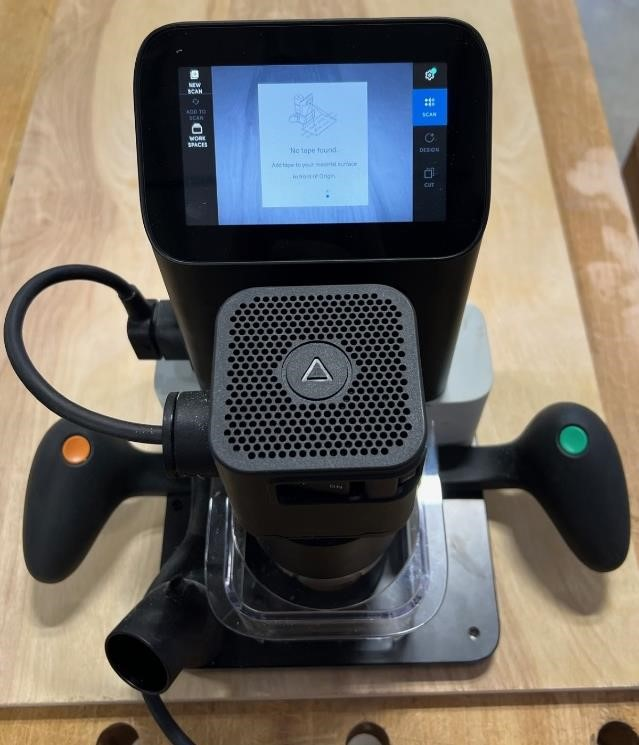 NEW
SCAN
ADD TO
SCAN
WORK
SPACES
No tape found.
Add tape to your material surface
in front of Origin.
SCAN
DESIGN
CUT
ON